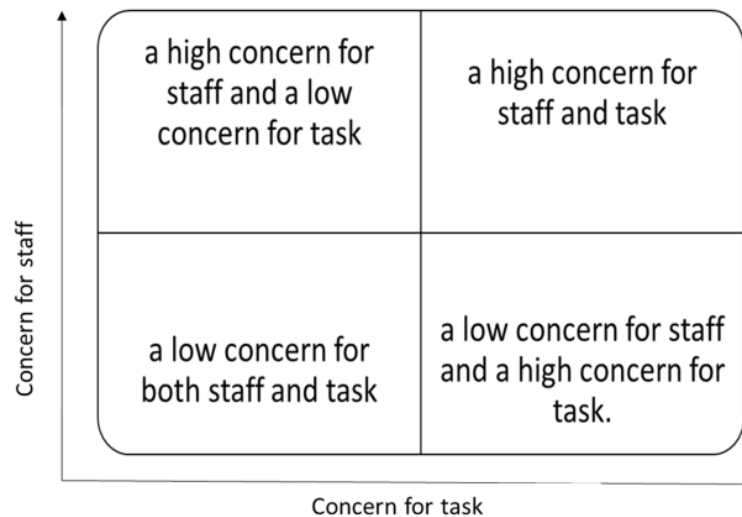 a high concern for
staff and a low
concern for task
a high concern for
staff and task
Concern for staff
a low concern for
both staff and task
a low concern for staff
and a high concern for
task.
Concern for task